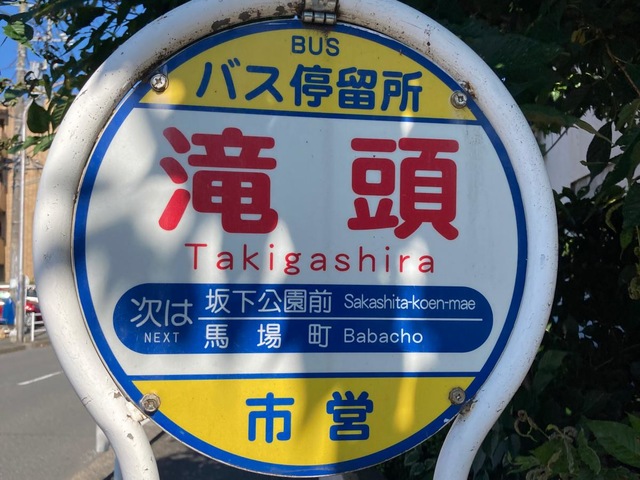 BUS
バス停留所
滝頭
Takigashira
次は
NEXT
坂下公園前 Sakashita-koen-mae
馬場町 Babacho
市営